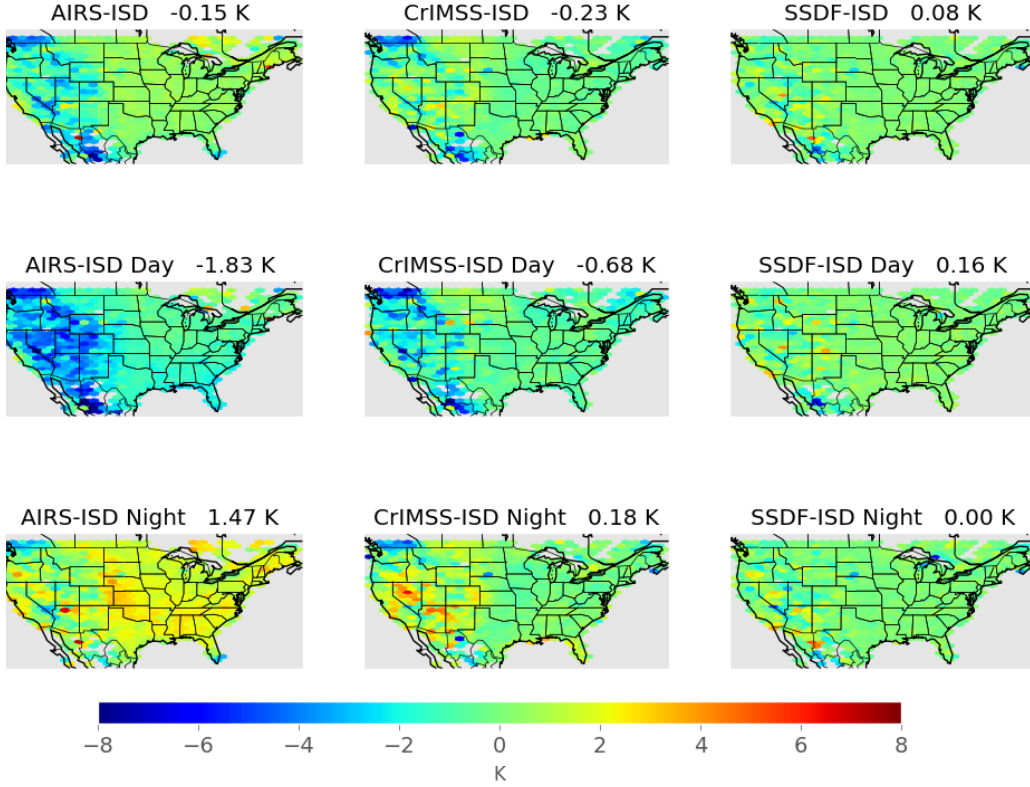 AIRS-ISD -0.15 K
CrIMSS-ISD -0.23 K
SSDF-ISD 0.08 K
AIRS-ISD Day -1.83 K
CrIMSS-ISD Day -0.68 K
SSDF-ISD Day 0.16 K
AIRS-ISD Night 1.47 K
CrIMSS-ISD Night 0.18 K
SSDF-ISD Night 0.00 K
−8 −6 −4 −2 0 2 4 6 8
K